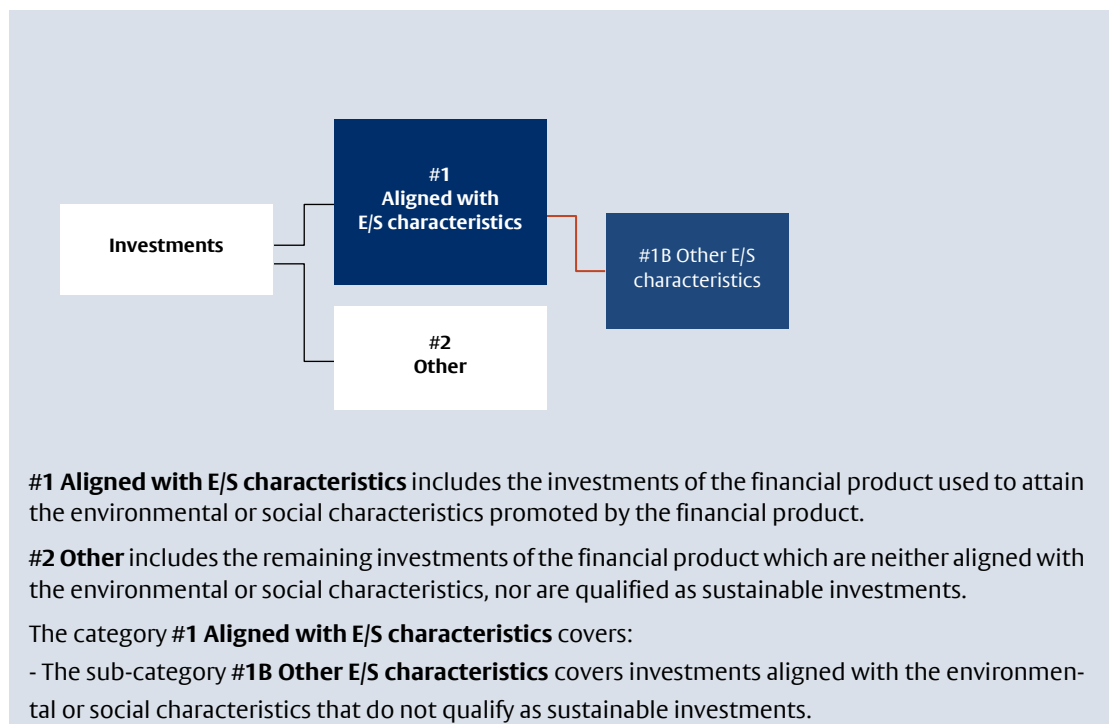 #1
Aligned with
E/S characteristics
Investments
#1B Other E/S
characteristics
#2
Other
#1 Aligned with E/S characteristics includes the investments of the financial product used to attain
the environmental or social characteristics promoted by the financial product.
#2 Other includes the remaining investments of the financial product which are neither aligned with
the environmental or social characteristics, nor are qualified as sustainable investments.
The category #1 Aligned with E/S characteristics covers:
- The sub-category #1B Other E/S characteristics covers investments aligned with the environmen-
tal or social characteristics that do not qualify as sustainable investments.